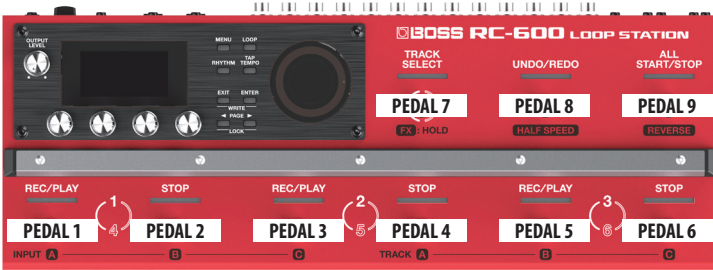 BOSS RC-600 LOOP STATION
OUTPUT LEVEL
MENU LOOP
RHYTHM TAP TEMPO
EXIT ENTER
WRITE
◄ PAGE ►
LOCK
TRACK SELECT
UNDO/REDO
ALL START/STOP
PEDAL 7
PEDAL 8
PEDAL 9
FX : HOLD
HALF SPEED
REVERSE
REC/PLAY
1
4
STOP
REC/PLAY
2
5
STOP
REC/PLAY
3
6
STOP
PEDAL 1
PEDAL 2
PEDAL 3
PEDAL 4
PEDAL 5
PEDAL 6
INPUT A B C
TRACK A B C